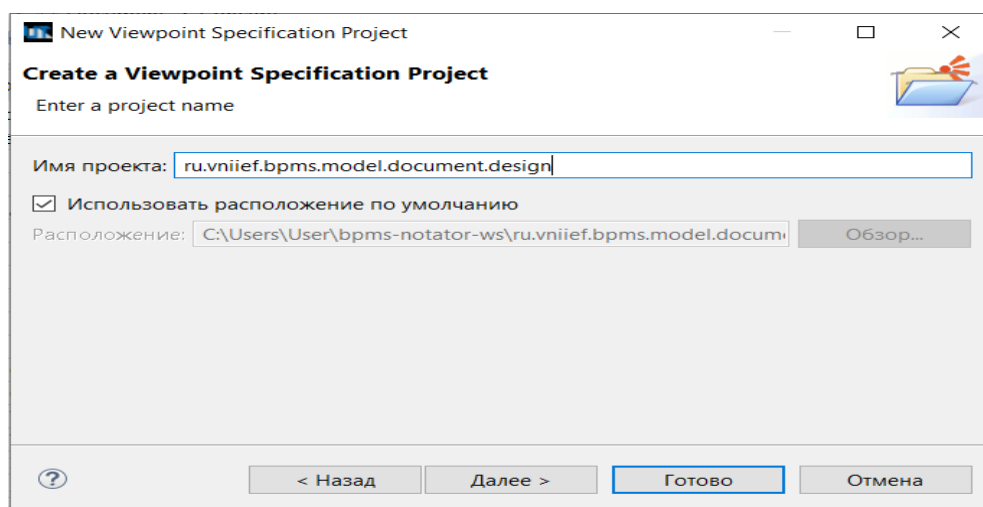 New Viewpoint Specification Project
Create a Viewpoint Specification Project
Enter a project name
Имя проекта: ru.vniief.bpms.model.document.design
Использовать расположение по умолчанию
Расположение: C:\Users\User\bpms-notator-ws\ru.vniief.bpms.model.docum Обзор...
< Назад Далее > Готово Отмена